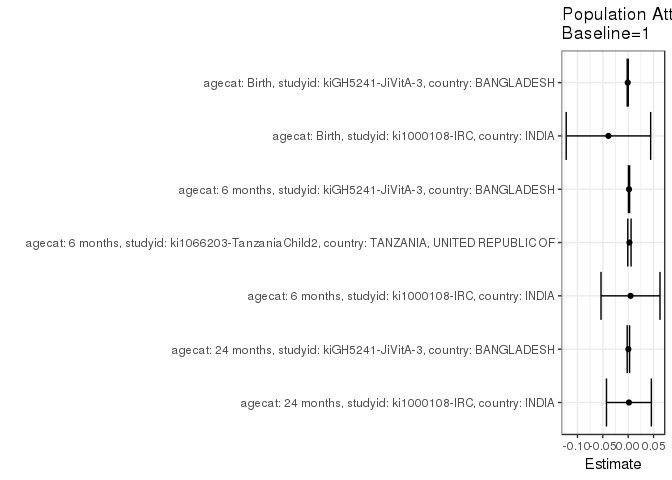 Population Att
Baseline=1
agecat: Birth, studyid: kiGH5241-JiVitA-3, country: BANGLADESH
agecat: Birth, studyid: ki1000108-IRC, country: INDIA
agecat: 6 months, studyid: kiGH5241-JiVitA-3, country: BANGLADESH
agecat: 6 months, studyid: ki1066203-TanzaniaChild2, country: TANZANIA, UNITED REPUBLIC OF
agecat: 6 months, studyid: ki1000108-IRC, country: INDIA
agecat: 24 months, studyid: kiGH5241-JiVitA-3, country: BANGLADESH
agecat: 24 months, studyid: ki1000108-IRC, country: INDIA
-0.10 -0.05 0.00 0.05
Estimate